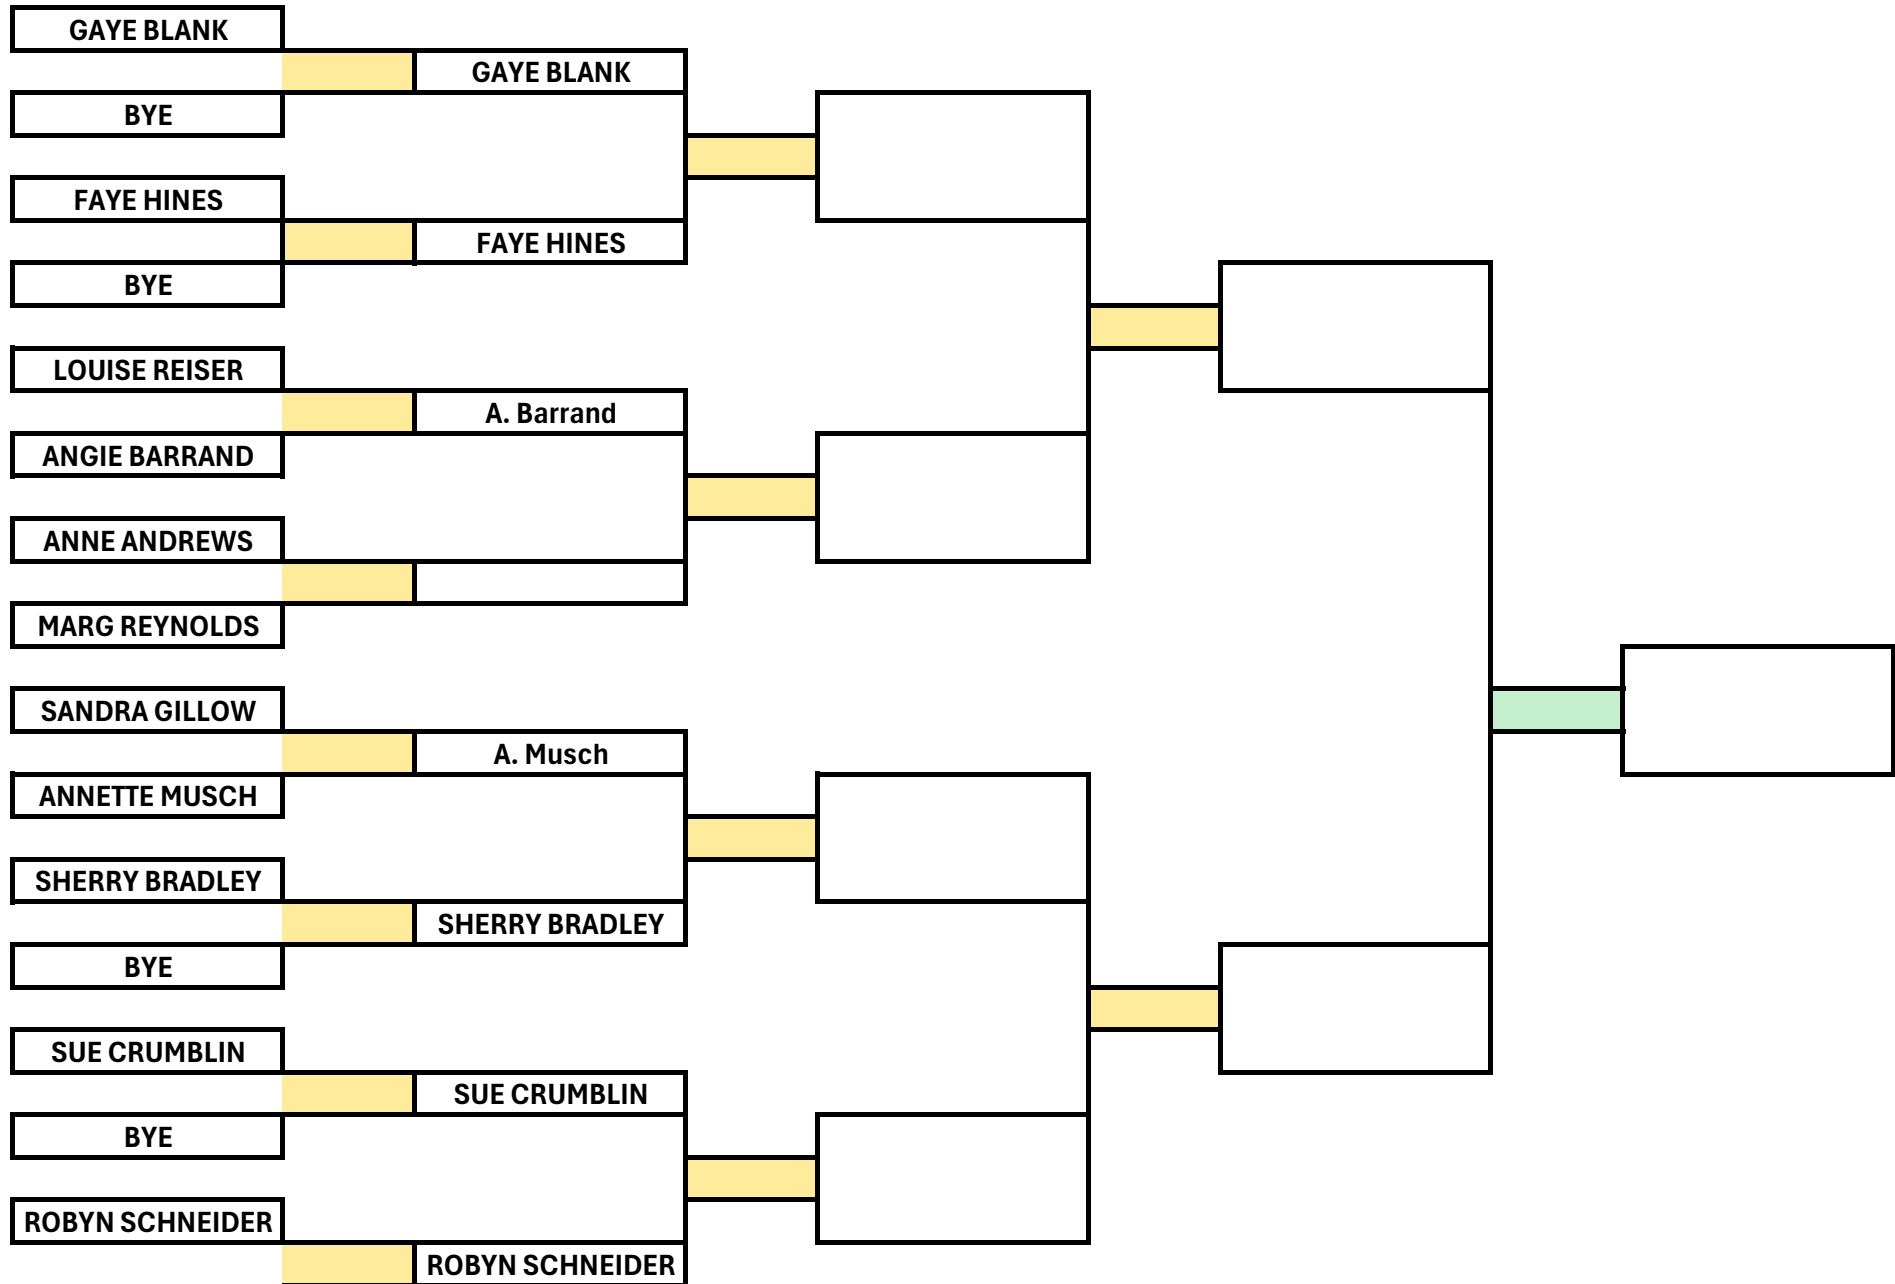 GAYE BLANK
GAYE BLANK
BYE
FAYE HINES
FAYE HINES
BYE
LOUISE REISER
A. Barrand
ANGIE BARRAND
ANNE ANDREWS
MARG REYNOLDS
SANDRA GILLOW
A. Musch
ANNETTE MUSCH
SHERRY BRADLEY
SHERRY BRADLEY
BYE
SUE CRUMBLIN
SUE CRUMBLIN
BYE
ROBYN SCHNEIDER
ROBYN SCHNEIDER